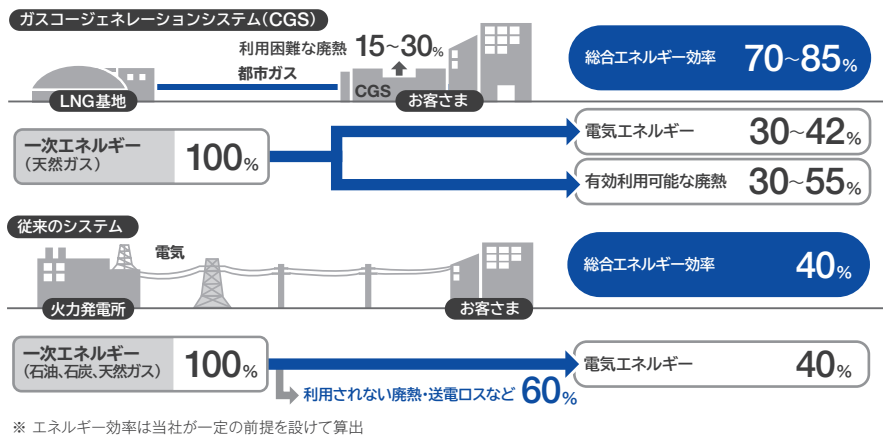 ガスコージェネレーションシステム(CGS)
利用困難な廃熱 15~30%
都市ガス
CGS
LNG基地
お客さま
総合エネルギー効率 70~85%
一次エネルギー
(天然ガス)
100%
電気エネルギー 30~42%
有効利用可能な廃熱 30~55%
従来のシステム
電気
火力発電所
お客さま
総合エネルギー効率 40%
一次エネルギー
(石油、石炭、天然ガス)
100%
利用されない廃熱・送電ロスなど 60%
電気エネルギー 40%
※ エネルギー効率は当社が一定の前提を設けて算出